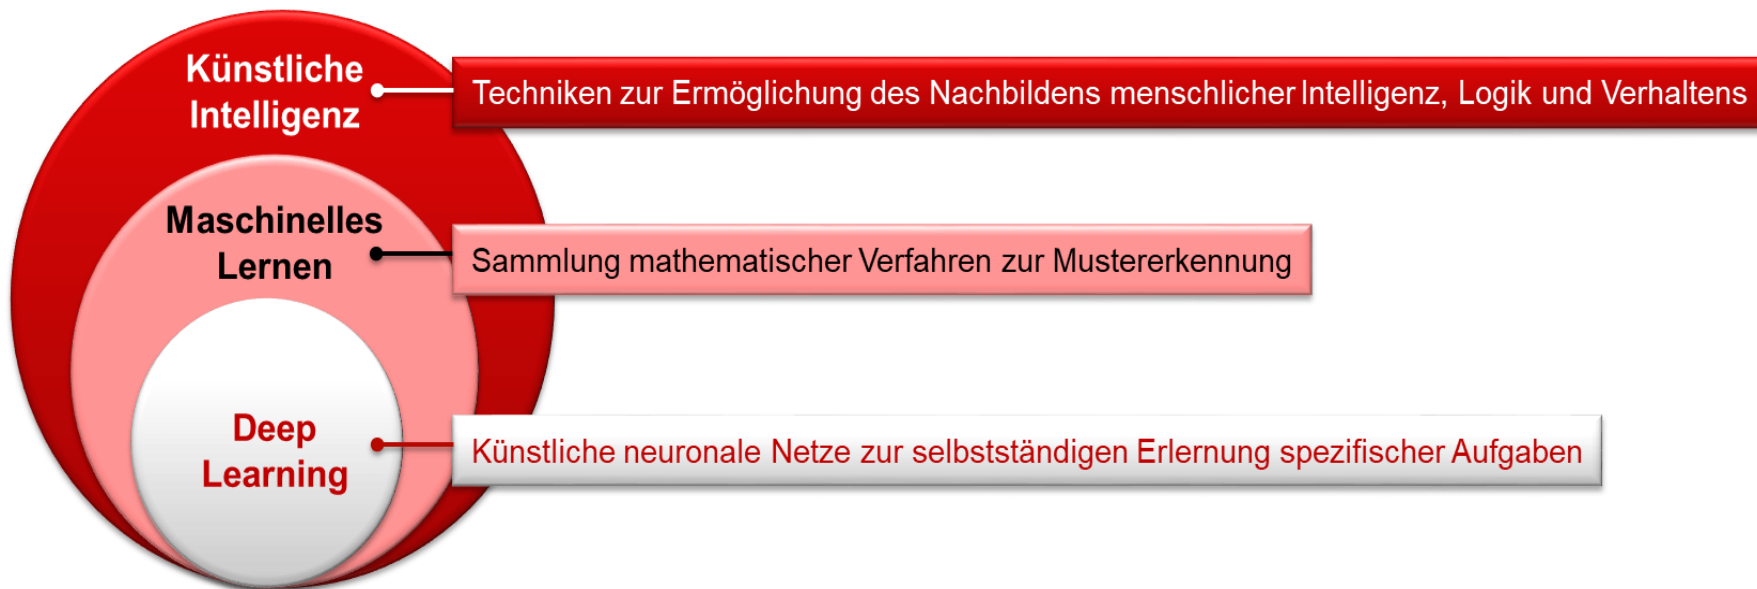 Künstliche
Intelligenz
Techniken zur Ermöglichung des Nachbildens menschlicher Intelligenz, Logik und Verhaltens
Maschinelles
Lernen
Sammlung mathematischer Verfahren zur Mustererkennung
Deep
Learning
Künstliche neuronale Netze zur selbstständigen Erlernung spezifischer Aufgaben